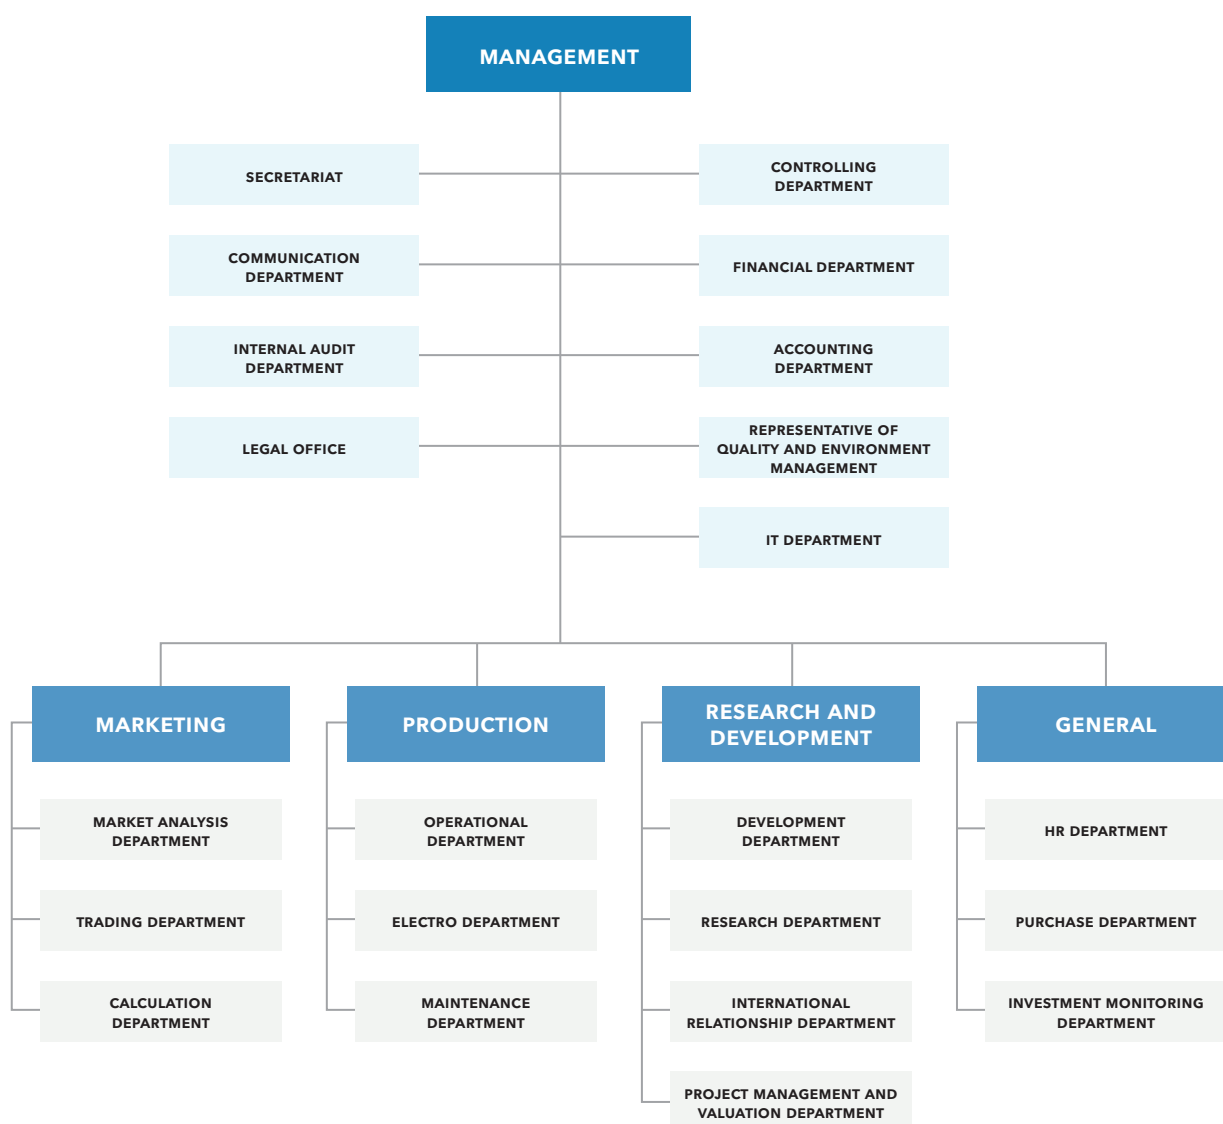 MANAGEMENT
SECRETARIAT
CONTROLLING
DEPARTMENT
COMMUNICATION
DEPARTMENT
FINANCIAL DEPARTMENT
INTERNAL AUDIT
DEPARTMENT
ACCOUNTING
DEPARTMENT
LEGAL OFFICE
REPRESENTATIVE OF
QUALITY AND ENVIRONMENT
MANAGEMENT
IT DEPARTMENT
MARKETING
PRODUCTION
RESEARCH AND
DEVELOPMENT
GENERAL
MARKET ANALYSIS
DEPARTMENT
OPERATIONAL
DEPARTMENT
DEVELOPMENT
DEPARTMENT
HR DEPARTMENT
TRADING DEPARTMENT
ELECTRO DEPARTMENT
RESEARCH DEPARTMENT
PURCHASE DEPARTMENT
CALCULATION
DEPARTMENT
MAINTENANCE
DEPARTMENT
INTERNATIONAL
RELATIONSHIP DEPARTMENT
INVESTMENT MONITORING
DEPARTMENT
PROJECT MANAGEMENT AND
VALUATION DEPARTMENT